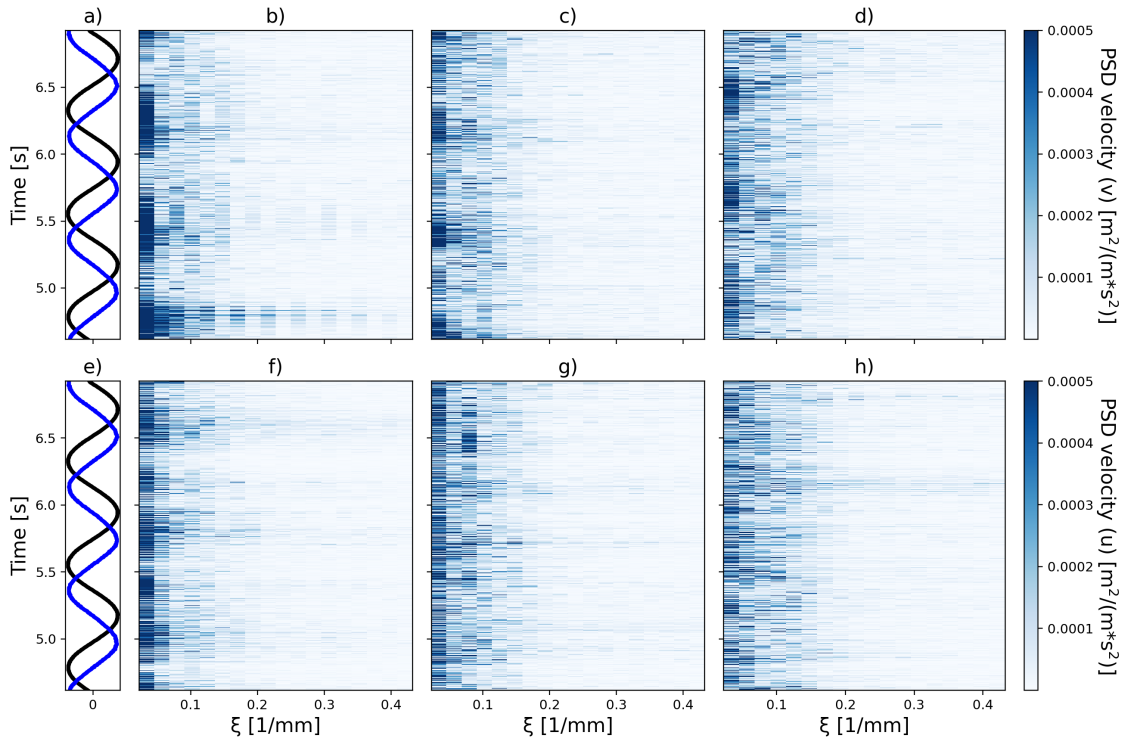 a) b) c) d)
6.5
6.0
5.5
5.0
Time [s]
0.0005
0.0004
0.0003
0.0002
0.0001
PSD velocity (v) [m²/(m*s²)]
e) f) g) h)
6.5
6.0
5.5
5.0
Time [s]
0
0.1 0.2 0.3 0.4
ξ [1/mm]
0.1 0.2 0.3 0.4
ξ [1/mm]
0.1 0.2 0.3 0.4
ξ [1/mm]
0.0005
0.0004
0.0003
0.0002
0.0001
PSD velocity (u) [m²/(m*s²)]